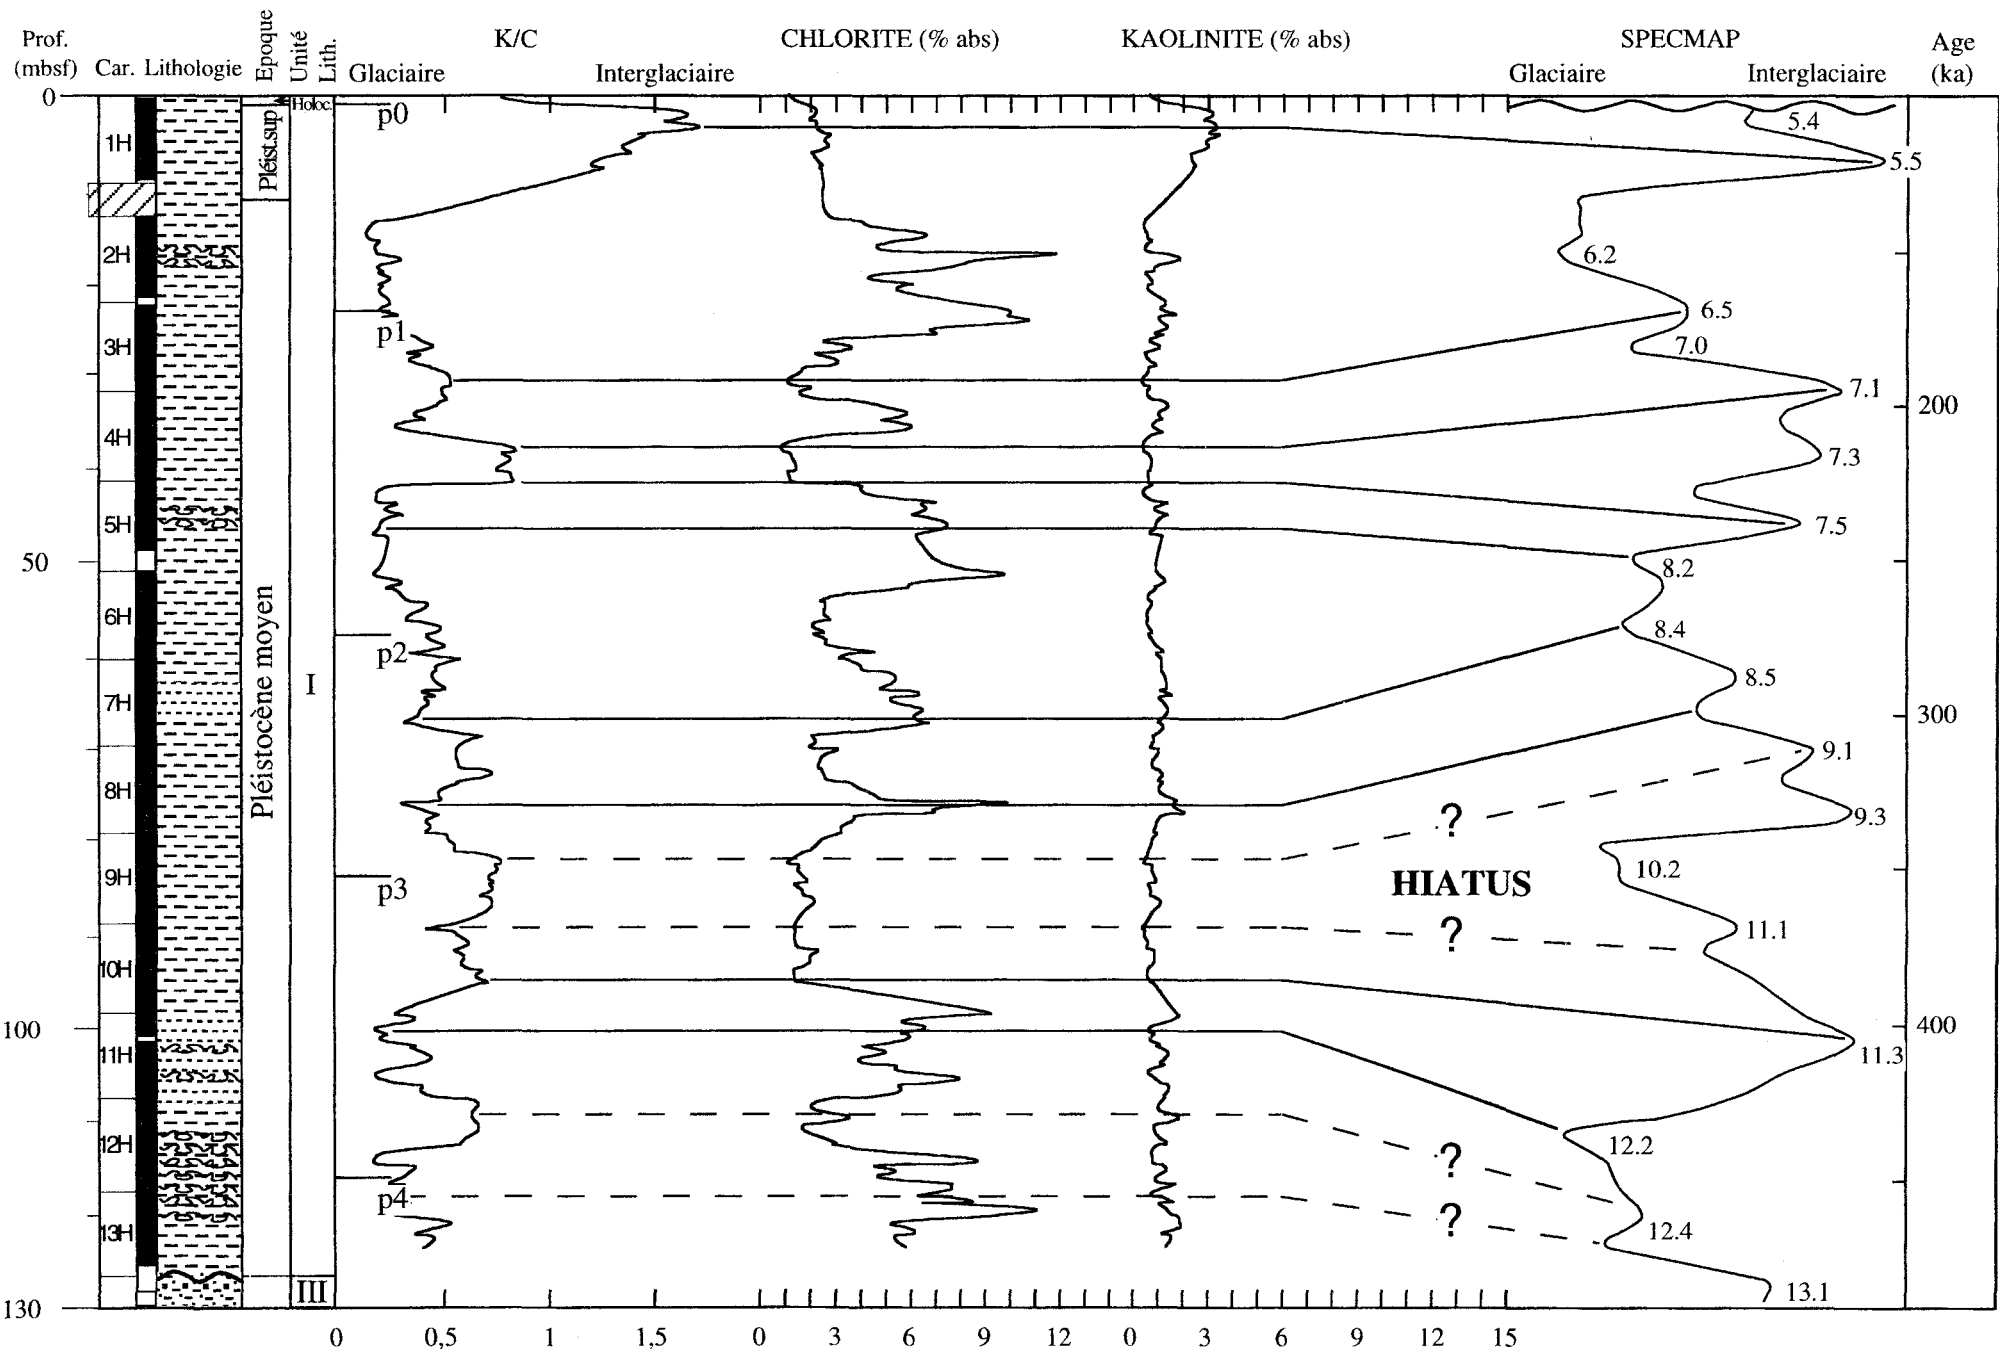 Prof. (mbsf)
Car.
Lithologie
Epoque
Unité Lith.
K/C
Glaciaire
Interglaciaire
CHLORITE (% abs)
KAOLINITE (% abs)
SPECMAP
Glaciaire
Interglaciaire
Age (ka)
0
50
100
130
1H
2H
3H
4H
5H
6H
7H
8H
9H
10H
11H
12H
13H
Holoc.
Pléist.sup
Pléistocène moyen
I
III
p0
p1
p2
p3
p4
5.4
5.5
6.2
6.5
7.0
7.1
7.3
7.5
8.2
8.4
8.5
9.1
9.3
10.2
11.1
11.3
12.2
12.4
13.1
?
HIATUS
?
?
?
200
300
400
0 0,5 1 1,5
0 3 6 9 12
0 3 6 9 12 15